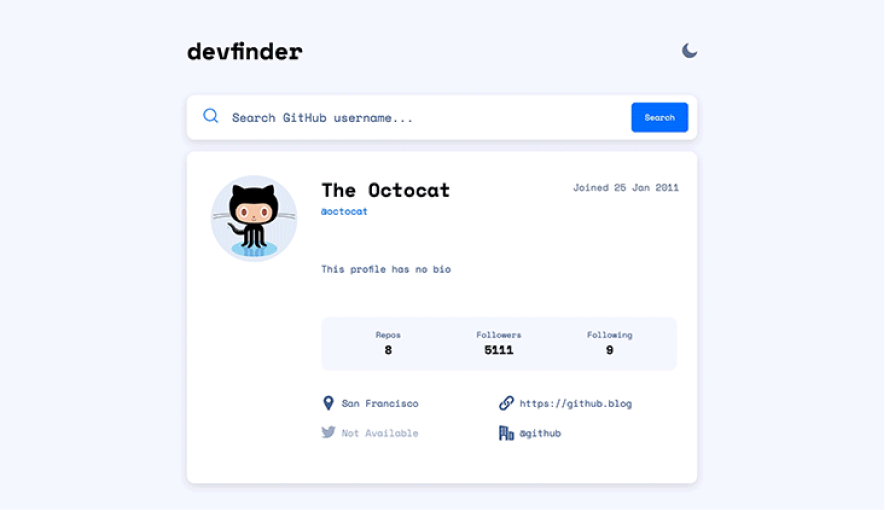 devfinder
Search GitHub username...
Search
The Octocat
Joined 25 Jan 2011
@octocat
This profile has no bio
Repos
Followers
Following
8
5111
9
San Francisco
https://github.blog
Not Available
@github